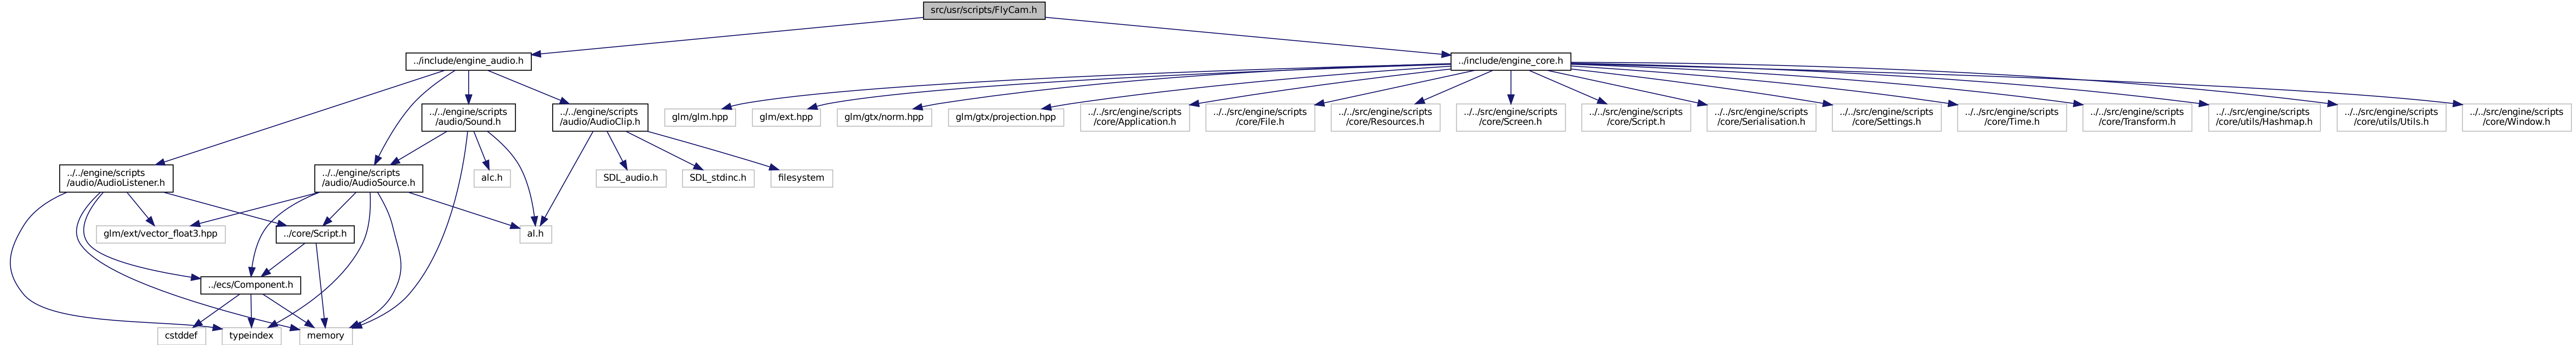 src/usr/scripts/FlyCam.h
../include/engine_audio.h
../include/engine_core.h
../../engine/scripts
/audio/Sound.h
../../engine/scripts
/audio/AudioClip.h
glm/glm.hpp
glm/ext.hpp
glm/gtx/norm.hpp
glm/gtx/projection.hpp
../../src/engine/scripts
/core/Application.h
../../src/engine/scripts
/core/File.h
../../src/engine/scripts
/core/Resources.h
../../src/engine/scripts
/core/Screen.h
../../src/engine/scripts
/core/Script.h
../../src/engine/scripts
/core/Serialisation.h
../../src/engine/scripts
/core/Settings.h
../../src/engine/scripts
/core/Time.h
../../src/engine/scripts
/core/Transform.h
../../src/engine/scripts
/core/utils/Hashmap.h
../../src/engine/scripts
/core/utils/Utils.h
../../src/engine/scripts
/core/Window.h
../../engine/scripts
/audio/AudioListener.h
../../engine/scripts
/audio/AudioSource.h
alc.h
SDL_audio.h
SDL_stdinc.h
filesystem
glm/ext/vector_float3.hpp
../core/Script.h
al.h
../ecs/Component.h
cstddef
typeindex
memory